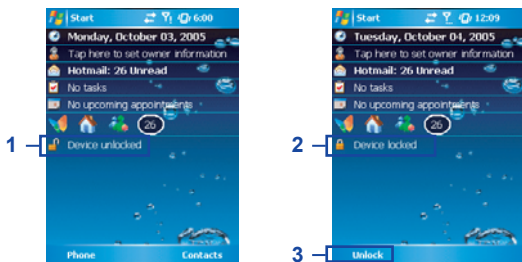 Start 6:00
Monday, October 03, 2005
Tap here to set owner information
Hotmail: 26 Unread
No tasks
No upcoming appointments
26
1 Device unlocked
Phone Contacts
Start 12:09
Tuesday, October 04, 2005
Tap here to set owner information
Hotmail: 26 Unread
No tasks
No upcoming appointments
26
2 Device locked
3 Unlock